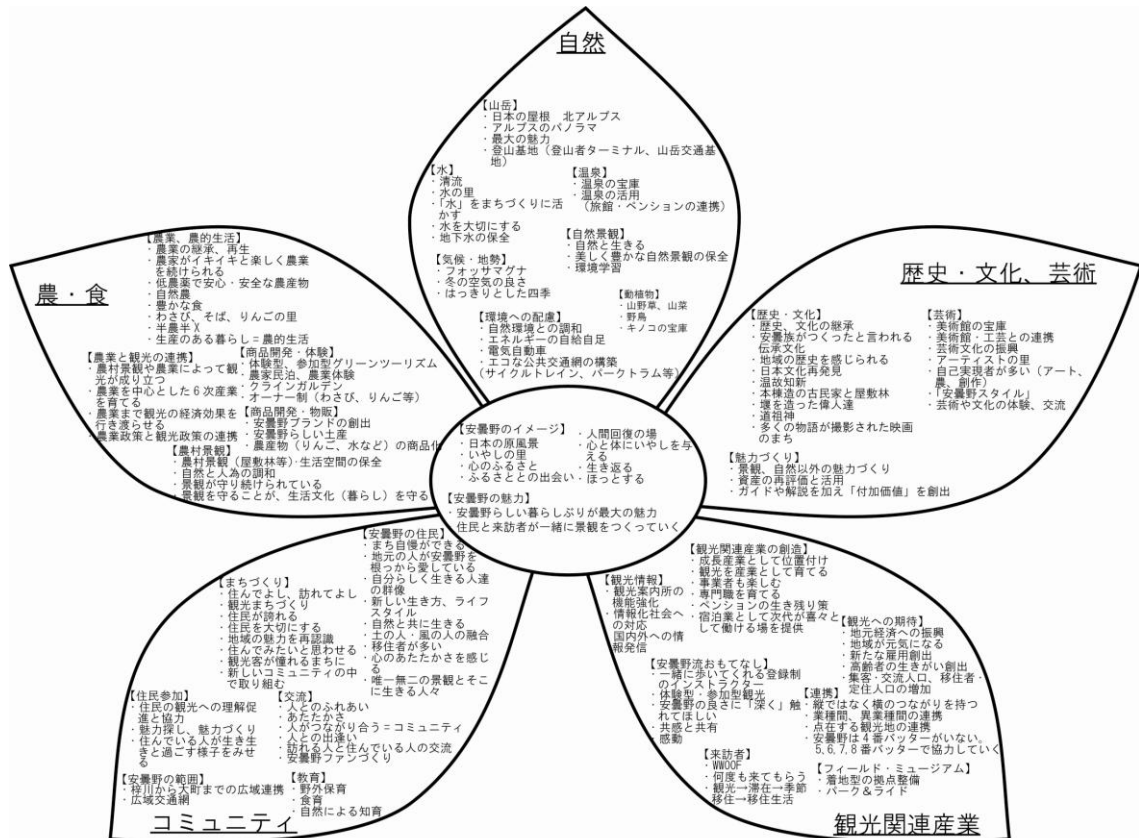 自然
【山岳】
・日本の屋根 北アルプス
・アルプスのパノラマ
・最大の魅力
・登山基地(登山者ターミナル、山岳交通基
地)
【水】
・清流
・水の里
・「水」をまちづくりに活
かす
・水を大切にする
・地下水の保全
【温泉】
・温泉の宝庫
・温泉の活用
(旅館・ペンションの連携)
【自然景観】
・自然と生きる
・美しく豊かな自然景観の保全
・環境学習
【気候・地勢】
・フォッサマグナ
・冬の空気の良さ
・はっきりとした四季
【動植物】
・山野草、山菜
・野鳥
・キノコの宝庫
【環境への配慮】
・自然環境との調和
・エネルギーの自給自足
・電気自動車
・エコな公共交通網の構築
(サイクルトレイン、パークトラム等)
農・食
【農業、農的生活】
・農業の継承、再生
・農家がイキイキと楽しく農業
を続けられる
・低農薬で安心・安全な農産物
・自然農
・豊かな食
・わさび、そば、りんごの里
・半農半X
・生産のある暮らし=農的生活
【農業と観光の連携】
・農村景観や農業によって観
光が成り立つ
・農業を中心とした6次産業
を育てる
・農業まで観光の経済効果を
行き渡らせる
・農業政策と観光政策の連携
【商品開発・体験】
・体験型、参加型グリーンツーリズム
・農家民泊、農業体験
・クラインガルデン
・オーナー制(わさび、りんご等)
【商品開発・物販】
・安曇野ブランドの創出
・安曇野らしい土産
・農産物(りんご、水など)の商品化
【農村景観】
・農村景観(屋敷林等)・生活空間の保全
・自然と人為の調和
・景観が守り続けられている
・景観を守ることが、生活文化(暮らし)を守る
歴史・文化、芸術
【歴史・文化】
・歴史、文化の継承
・安曇族がつくったと言われる
伝承文化
・地域の歴史を感じられる
・日本文化再発見
・温故知新
・本棟造の古民家と屋敷林
・堰を造った偉人達
・道祖神
・多くの物語が撮影された映画
のまち
【芸術】
・美術館の宝庫
・美術館・工芸との連携
・芸術文化の振興
・アーティストの里
・自己実現者が多い(アート、
農、創作)
・「安曇野スタイル」
・芸術や文化の体験、交流
【魅力づくり】
・景観、自然以外の魅力づくり
・資産の再評価と活用
・ガイドや解説を加え「付加価値」を創出
【安曇野のイメージ】
・日本の原風景
・いやしの里
・心のふるさと
・ふるさととの出会い
・人間回復の場
・心と体にいやしを与
える
・生き返る
・ほっとする
【安曇野の魅力】
・安曇野らしい暮らしぶりが最大の魅力
住民と来訪者が一緒に景観をつくっていく
【安曇野の住民】
・まち自慢ができる
・地元の人が安曇野を
根っから愛している
・自分らしく生きる人達
の群像
・新しい生き方、ライフ
スタイル
・自然と共に生きる
・土の人・風の人の融合
・移住者が多い
・心のあたたかさを感じ
る
・唯一無二の景観とそこ
に生きる人々
【まちづくり】
・住んでよし、訪れてよし
・観光まちづくり
・住民が誇れる
・住民を大切にする
・地域の魅力を再認識
・住んでみたいと思わせる
・観光客が憧れるまちに
・新しいコミュニティの中
で取り組む
【住民参加】
・住民の観光への理解促
進と協力
・魅力探し、魅力づくり
・住んでいる人が生き生
きと過ごす様子をみせ
る
【交流】
・人とのふれあい
・あたたかさ
・人がつながり合う=コミュニティ
・人との出逢い
・訪れる人と住んでいる人の交流
・安曇野ファンづくり
【安曇野の範囲】
・梓川から大町までの広域連携
・広域交通網
【教育】
・野外保育
・食育
・自然による知育
コミュニティ
【観光関連産業の創造】
・成長産業として位置付け
・観光を産業として育てる
・事業者も楽しむ
・専門職を育てる
・ペンションの生き残り策
・宿泊業として次代が喜々と
して働ける場を提供
【観光情報】
・観光案内所の
機能強化
・情報化社会へ
の対応
国内外への情
報発信
【観光への期待】
・地元経済への振興
・地域が元気になる
・新たな雇用創出
・高齢者の生きがい創出
・集客・交流人口、移住者・
定住人口の増加
【安曇野流おもてなし】
・一緒に歩いてくれる登録制
のインストラクター
・体験型・参加型観光
・安曇野の良さに「深く」触
れてほしい
・共感と共有
・感動
【連携】
・縦ではなく横のつながりを持つ
・業種間、異業種間の連携
・点在する観光地の連携
・安曇野は4番バッターがいない。
5,6,7,8番バッターで協力していく
【来訪者】
・WWOOF
・何度も来てもらう
・観光→滞在→季節
移住→移住生活
【フィールド・ミュージアム】
・着地型の拠点整備
・パーク&ライド
観光関連産業